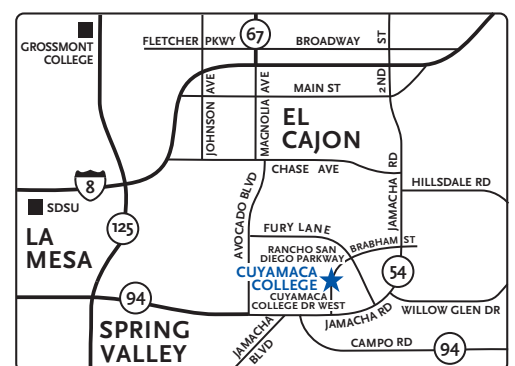 GROSSMONT
COLLEGE
FLETCHER PKWY
67
BROADWAY
2ND ST
JOHNSON AVE
MAGNOLIA AVE
MAIN ST
EL
CAJON
CHASE AVE
8
SDSU
125
LA
MESA
AVOCADO BLVD
JAMACHA RD
HILLSDALE RD
FURY LANE
RANCHO SAN
DIEGO PARKWAY
BRABHAM ST
CUYAMACA
COLLEGE
CUYAMACA
COLLEGE DR WEST
54
94
SPRING
VALLEY
JAMACHA
BLVD
JAMACHA RD
WILLOW GLEN DR
CAMPO RD
94